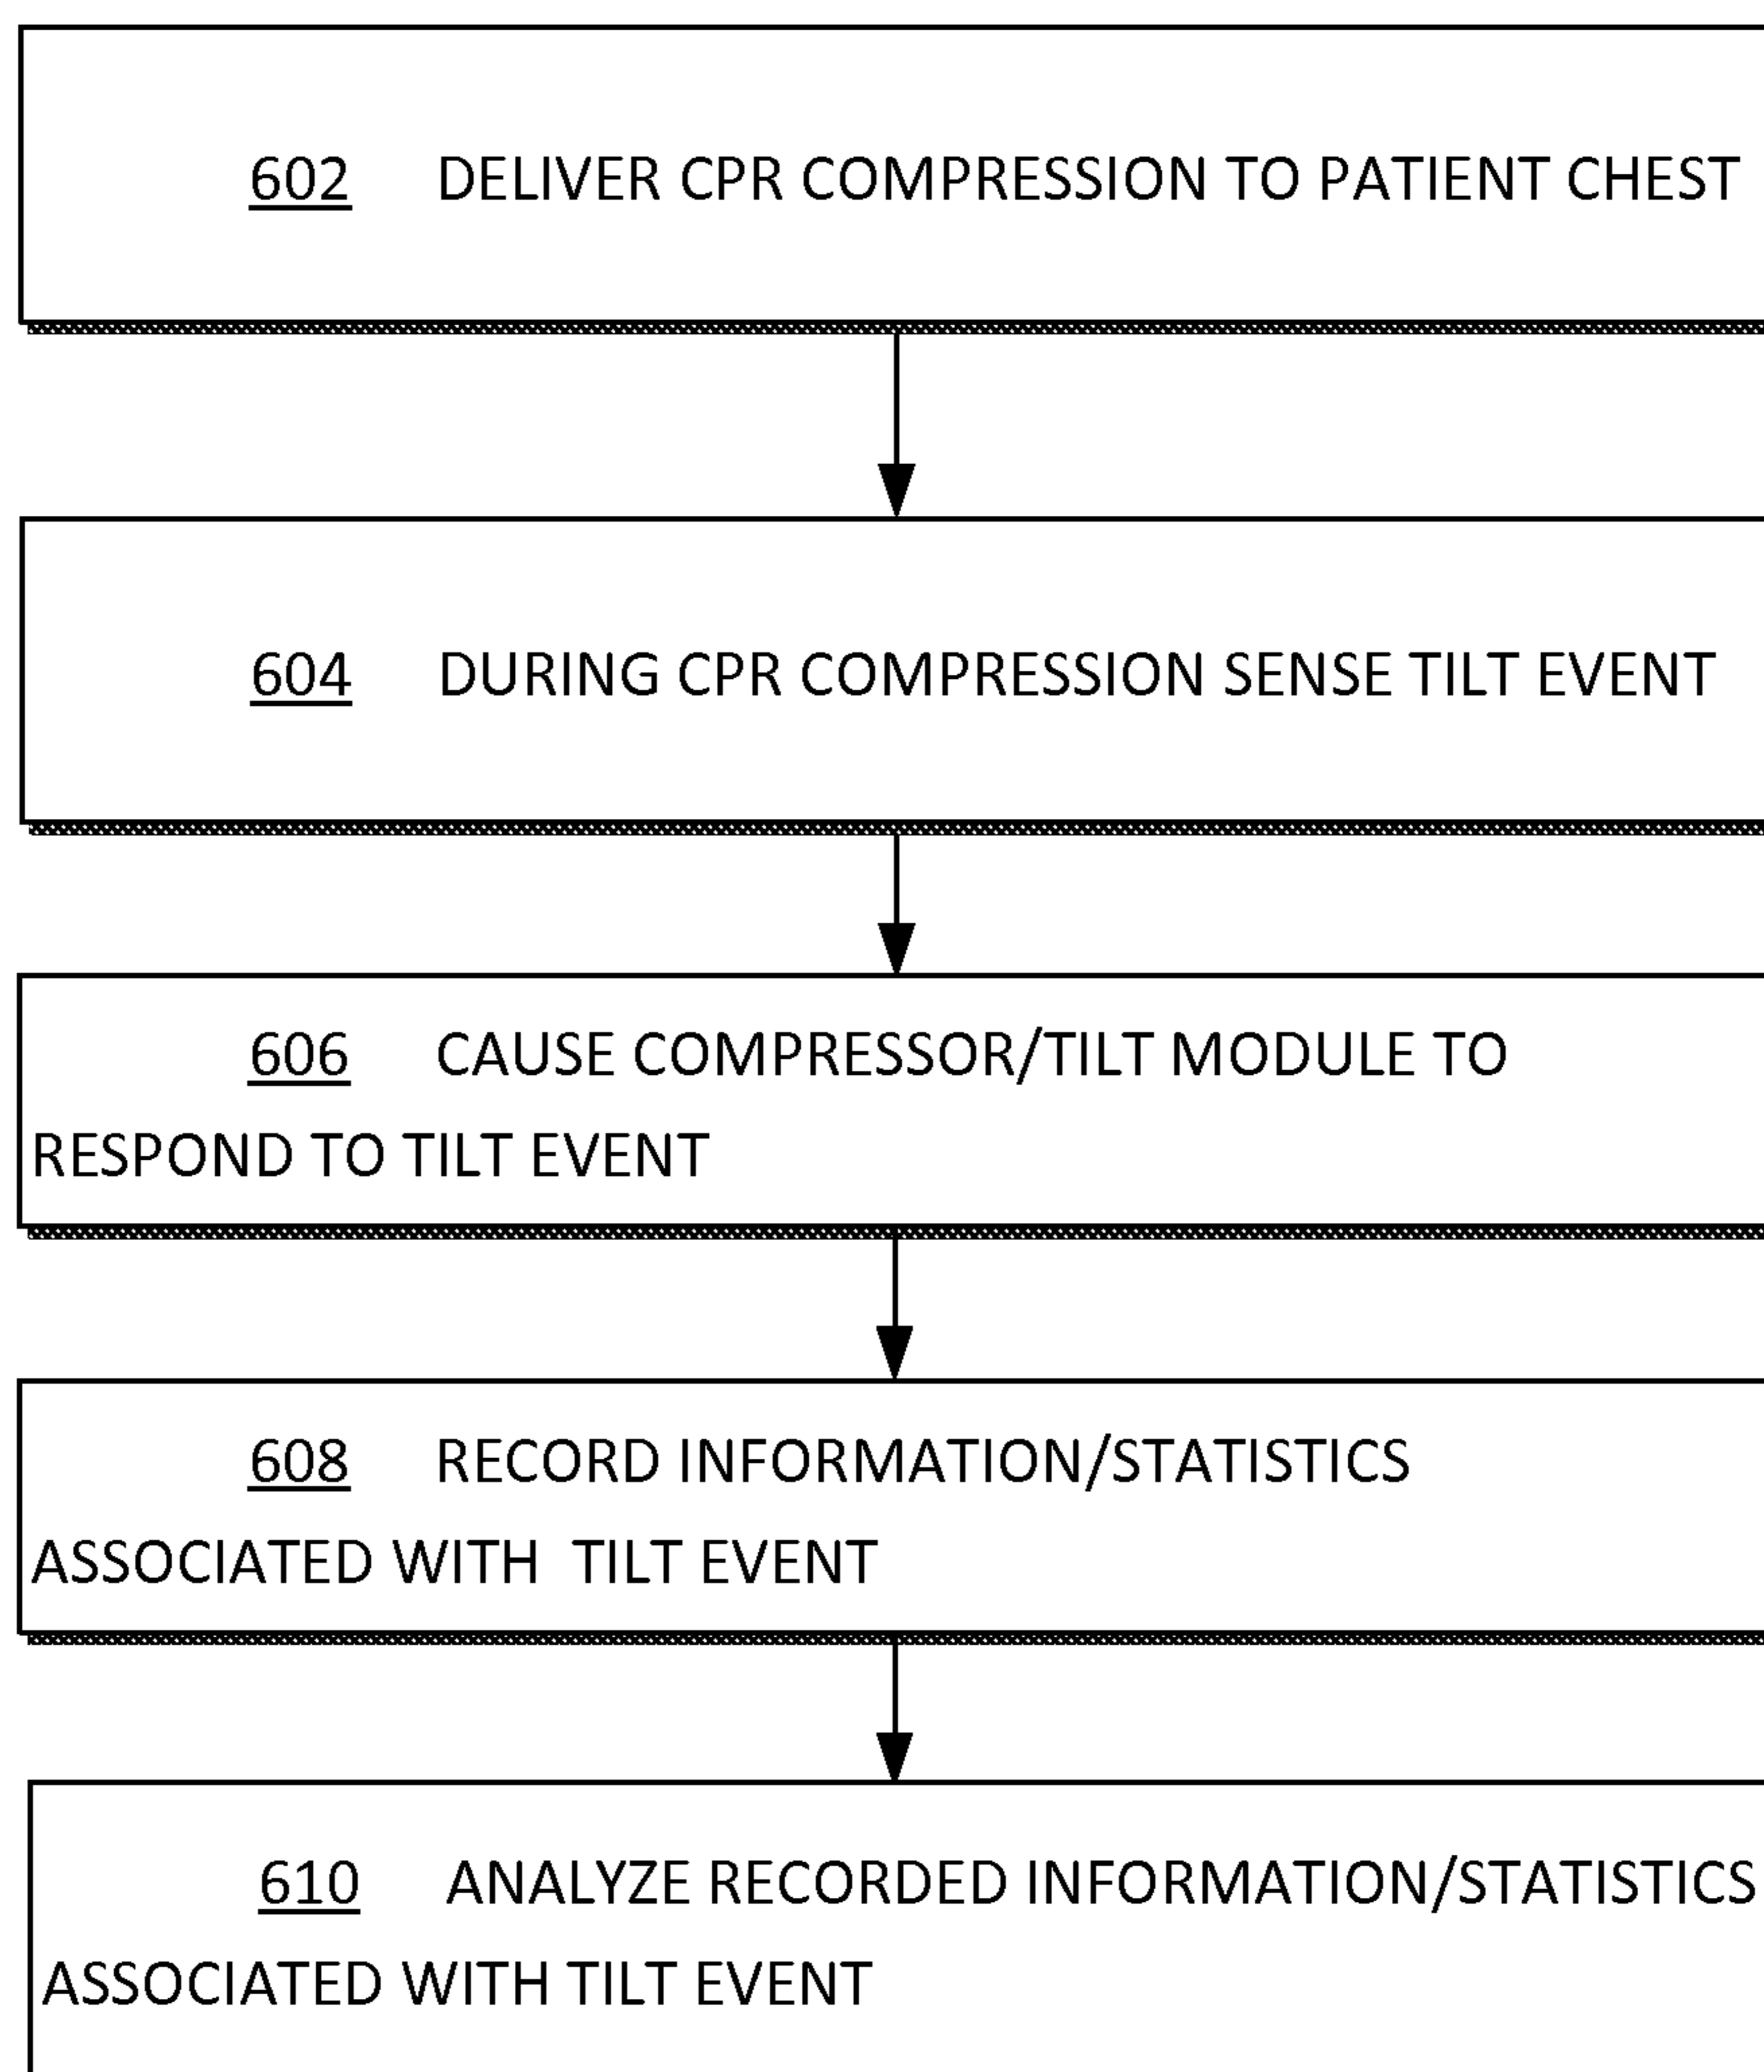 602 DELIVER CPR COMPRESSION TO PATIENT CHEST
604 DURING CPR COMPRESSION SENSE TILT EVENT
606 CAUSE COMPRESSOR/TILT MODULE TO
RESPOND TO TILT EVENT
608 RECORD INFORMATION/STATISTICS
ASSOCIATED WITH TILT EVENT
610 ANALYZE RECORDED INFORMATION/STATISTICS
ASSOCIATED WITH TILT EVENT